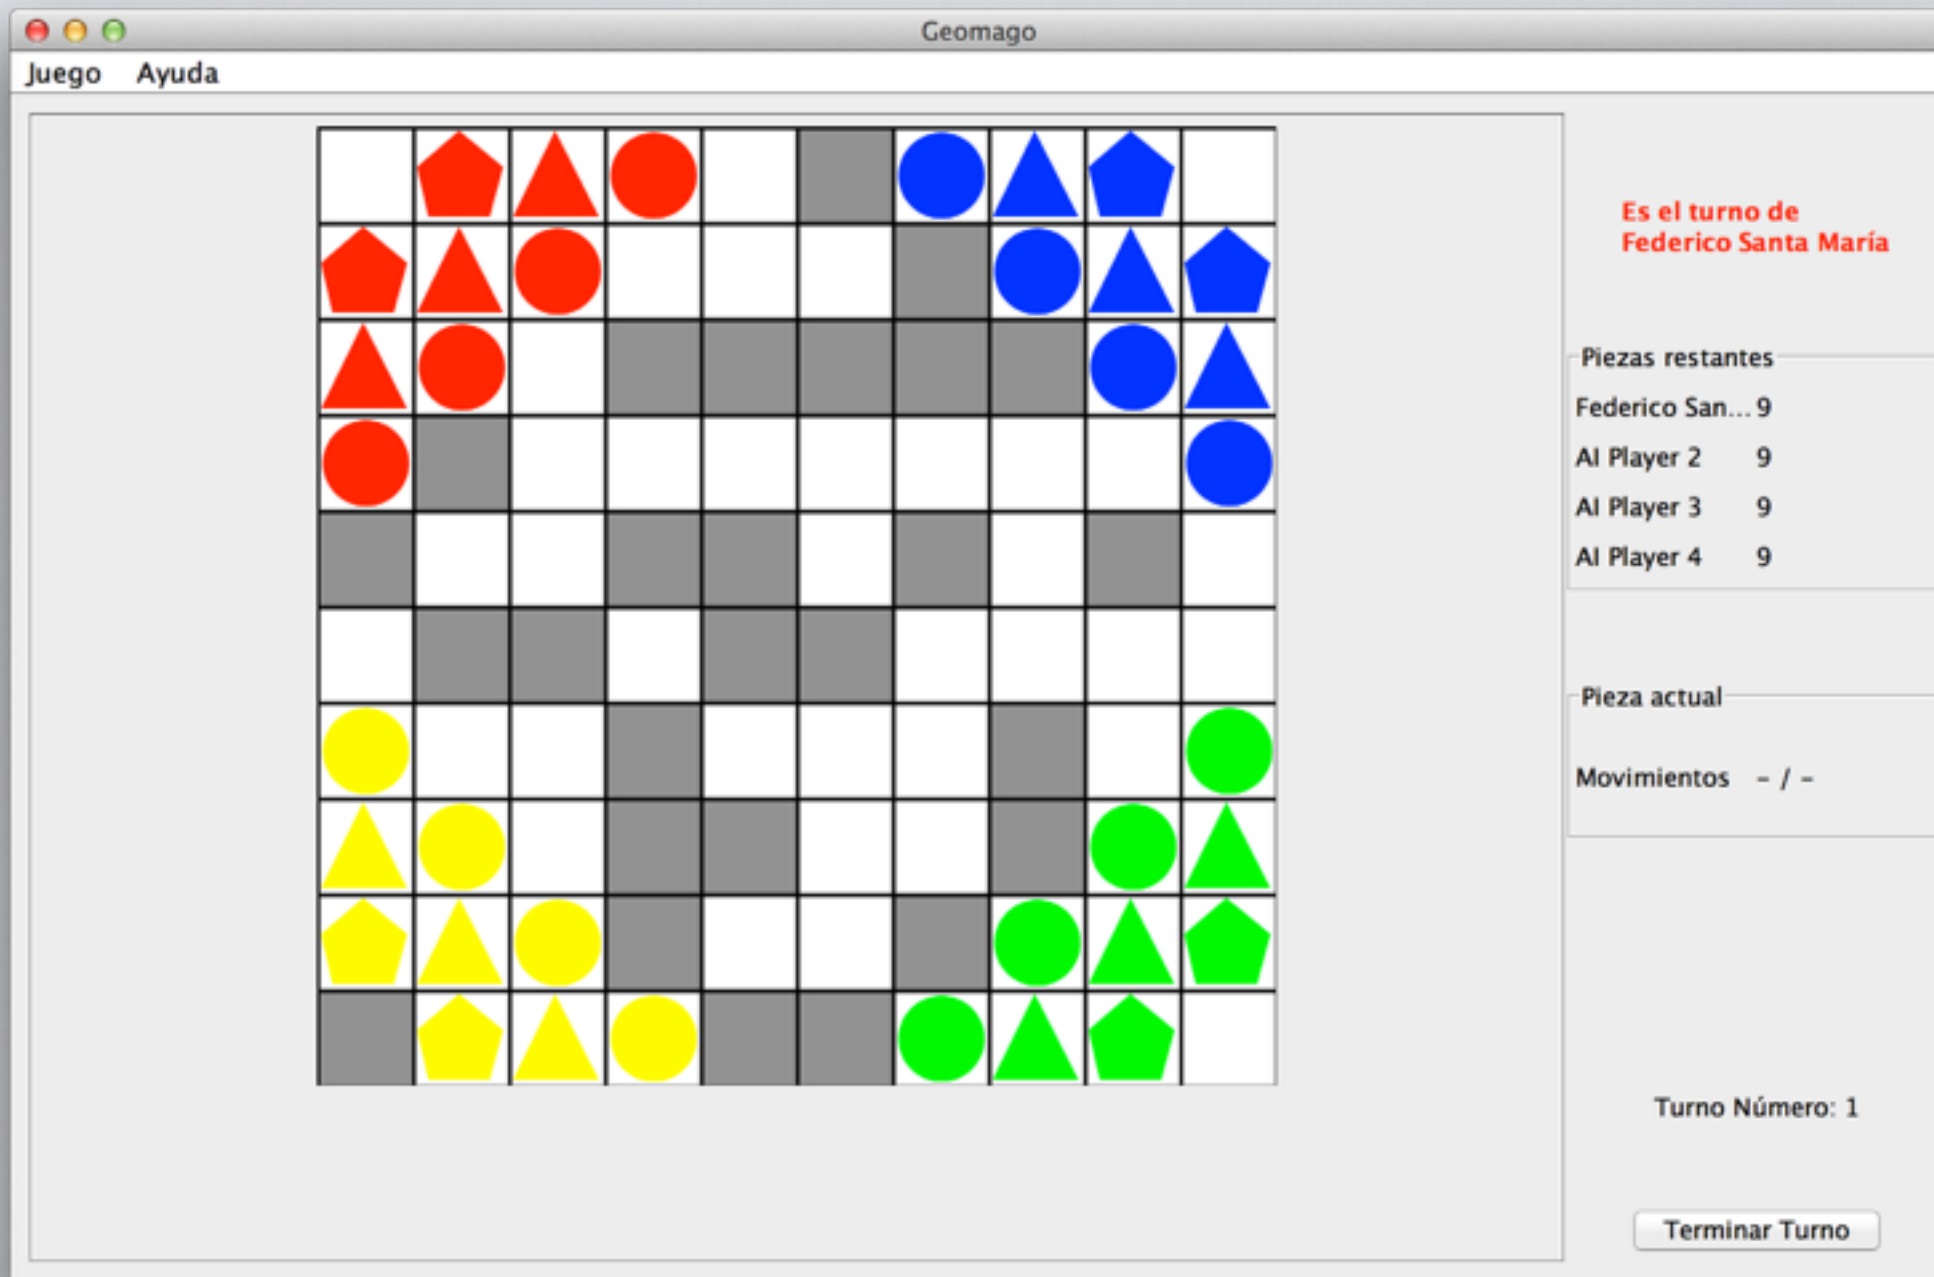 Geomago
Juego Ayuda
Es el turno de
Federico Santa María
Piezas restantes
Federico San... 9
AI Player 2 9
AI Player 3 9
AI Player 4 9
Pieza actual
Movimientos - / -
Turno Número: 1
Terminar Turno